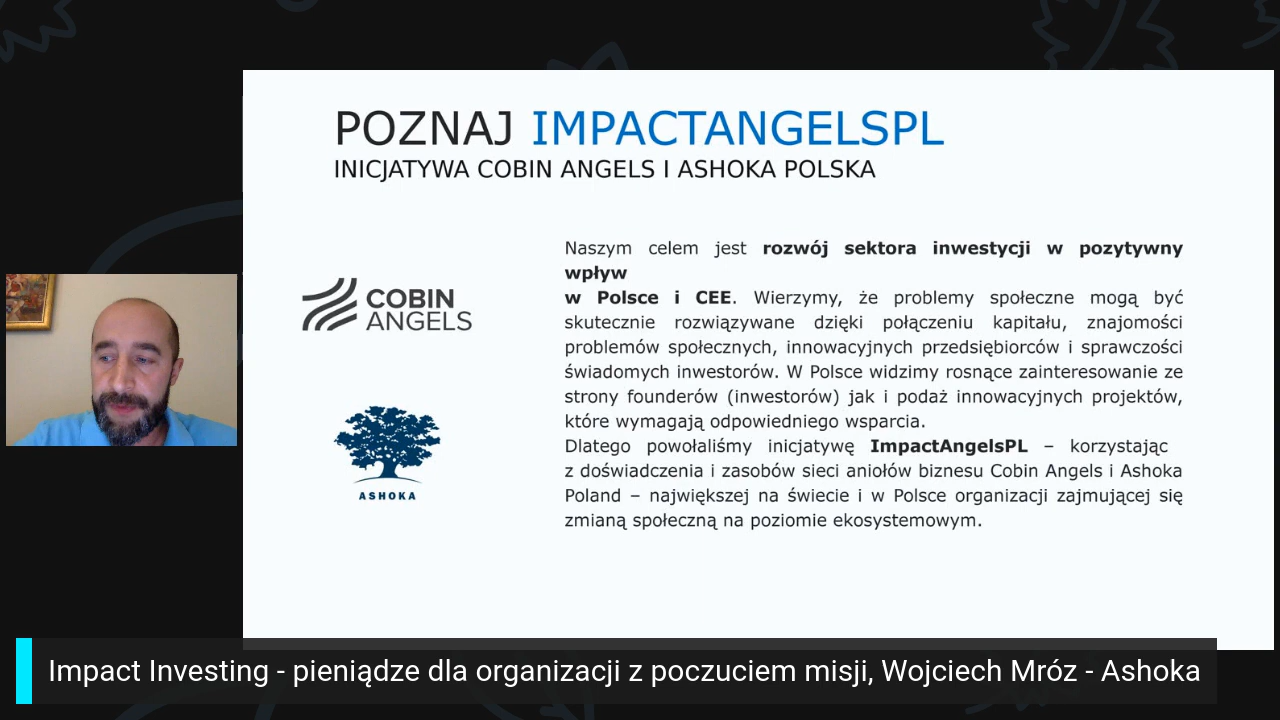 POZNAJ IMPACTANGELSPL
INICJATYWA COBIN ANGELS I ASHOKA POLSKA
Naszym celem jest rozwój sektora inwestycji w pozytywny
wpływ
w Polsce i CEE. Wierzymy, że problemy społeczne mogą być
skutecznie rozwiązywane dzięki połączeniu kapitału, znajomości
problemów społecznych, innowacyjnych przedsiębiorców i sprawczości
świadomych inwestorów. W Polsce widzimy rosnące zainteresowanie ze
strony founderów (inwestorów) jak i podaż innowacyjnych projektów,
które wymagają odpowiedniego wsparcia.
Dlatego powołaliśmy inicjatywę ImpactAngelsPL – korzystając
z doświadczenia i zasobów sieci aniołów biznesu Cobin Angels i Ashoka
Poland – największej na świecie i w Polsce organizacji zajmującej się
zmianą społeczną na poziomie ekosystemowym.
COBIN
ANGELS
ASHOKA
Impact Investing - pieniądze dla organizacji z poczuciem misji, Wojciech Mróz - Ashoka